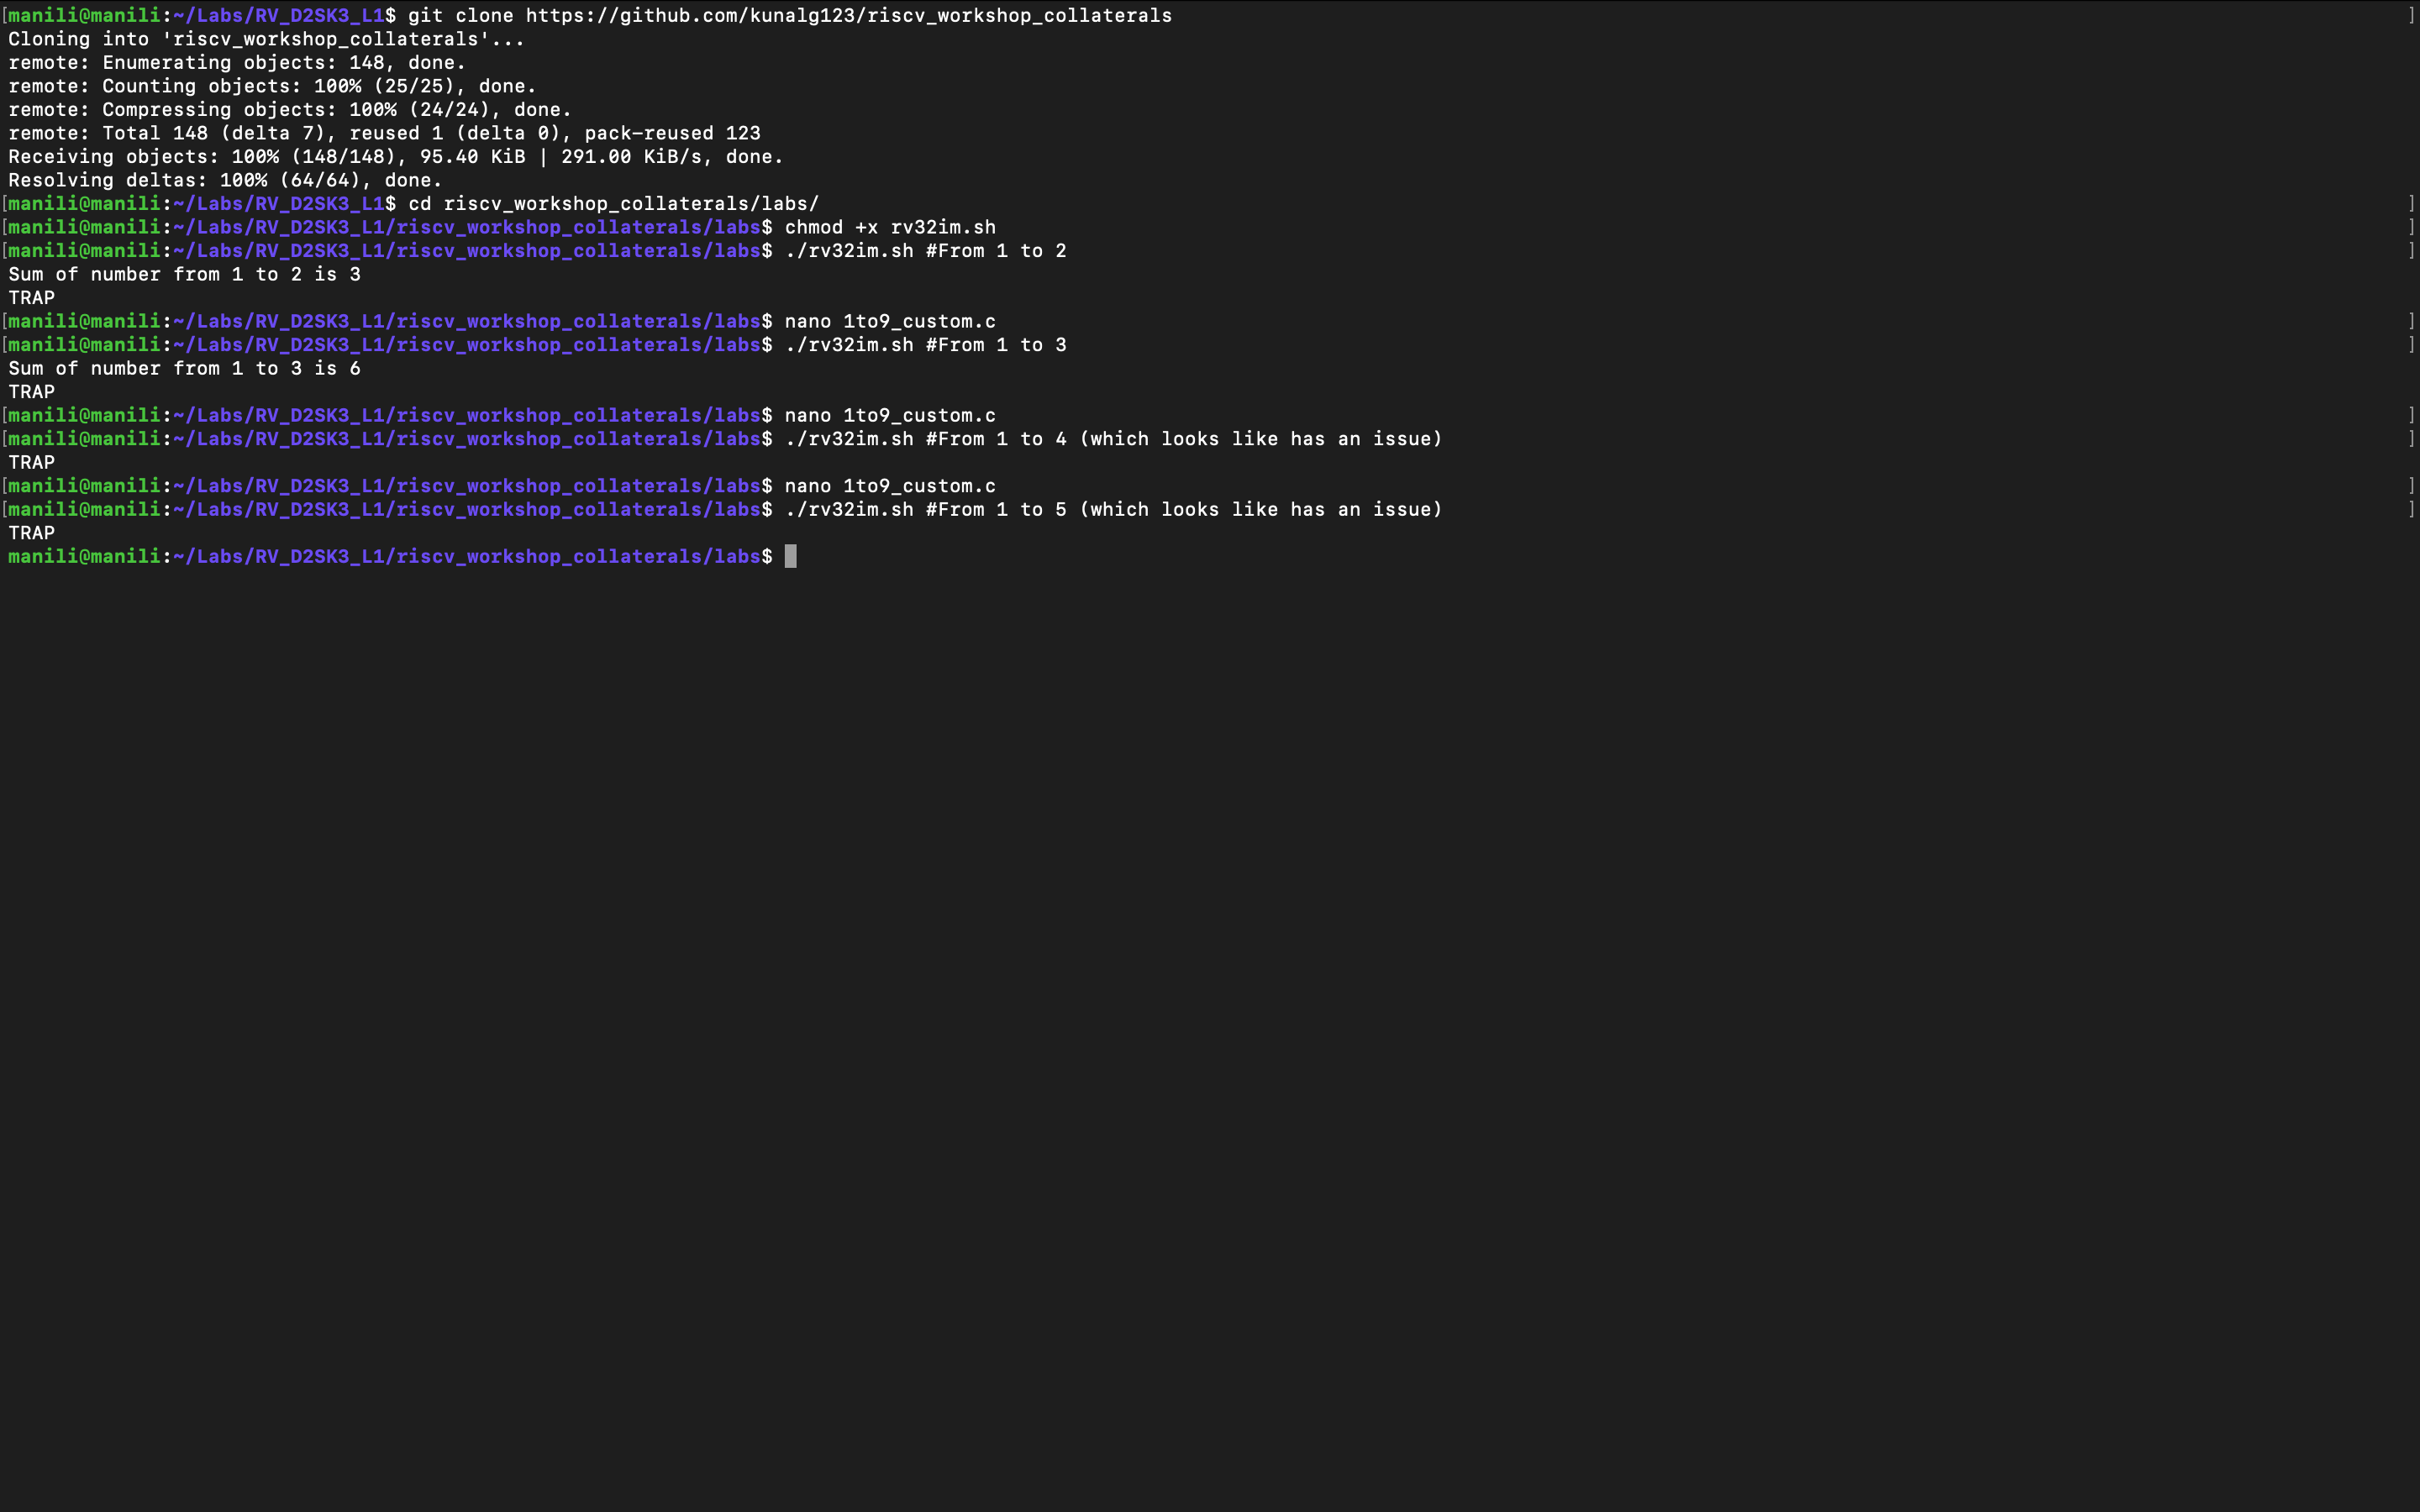 [manili@manili:~/Labs/RV_D2SK3_L1$ git clone https://github.com/kunalg123/riscv_workshop_collaterals ]
Cloning into 'riscv_workshop_collaterals'...
remote: Enumerating objects: 148, done.
remote: Counting objects: 100% (25/25), done.
remote: Compressing objects: 100% (24/24), done.
remote: Total 148 (delta 7), reused 1 (delta 0), pack-reused 123
Receiving objects: 100% (148/148), 95.40 KiB | 291.00 KiB/s, done.
Resolving deltas: 100% (64/64), done.
[manili@manili:~/Labs/RV_D2SK3_L1$ cd riscv_workshop_collaterals/labs/ ]
[manili@manili:~/Labs/RV_D2SK3_L1/riscv_workshop_collaterals/labs$ chmod +x rv32im.sh ]
[manili@manili:~/Labs/RV_D2SK3_L1/riscv_workshop_collaterals/labs$ ./rv32im.sh #From 1 to 2 ]
Sum of number from 1 to 2 is 3
TRAP
[manili@manili:~/Labs/RV_D2SK3_L1/riscv_workshop_collaterals/labs$ nano 1to9_custom.c ]
[manili@manili:~/Labs/RV_D2SK3_L1/riscv_workshop_collaterals/labs$ ./rv32im.sh #From 1 to 3 ]
Sum of number from 1 to 3 is 6
TRAP
[manili@manili:~/Labs/RV_D2SK3_L1/riscv_workshop_collaterals/labs$ nano 1to9_custom.c ]
[manili@manili:~/Labs/RV_D2SK3_L1/riscv_workshop_collaterals/labs$ ./rv32im.sh #From 1 to 4 (which looks like has an issue) ]
TRAP
[manili@manili:~/Labs/RV_D2SK3_L1/riscv_workshop_collaterals/labs$ nano 1to9_custom.c ]
[manili@manili:~/Labs/RV_D2SK3_L1/riscv_workshop_collaterals/labs$ ./rv32im.sh #From 1 to 5 (which looks like has an issue) ]
TRAP
manili@manili:~/Labs/RV_D2SK3_L1/riscv_workshop_collaterals/labs$